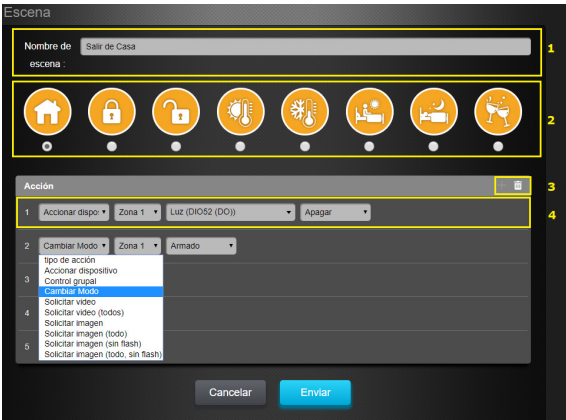 Escena
Nombre de escena :
Salir de Casa
1
2
Acción
3
1 Accionar dispo: Zona 1 Luz (DIO52 (DO)) Apagar
4
2 Cambiar Modo Zona 1 Armado
tipo de acción
Accionar dispositivo
3 Control grupal
Cambiar Modo
Solicitar video
4 Solicitar video (todos)
Solicitar imagen
Solicitar imagen (todo)
5 Solicitar imagen (sin flash)
Solicitar imagen (todo, sin flash)
Cancelar Enviar